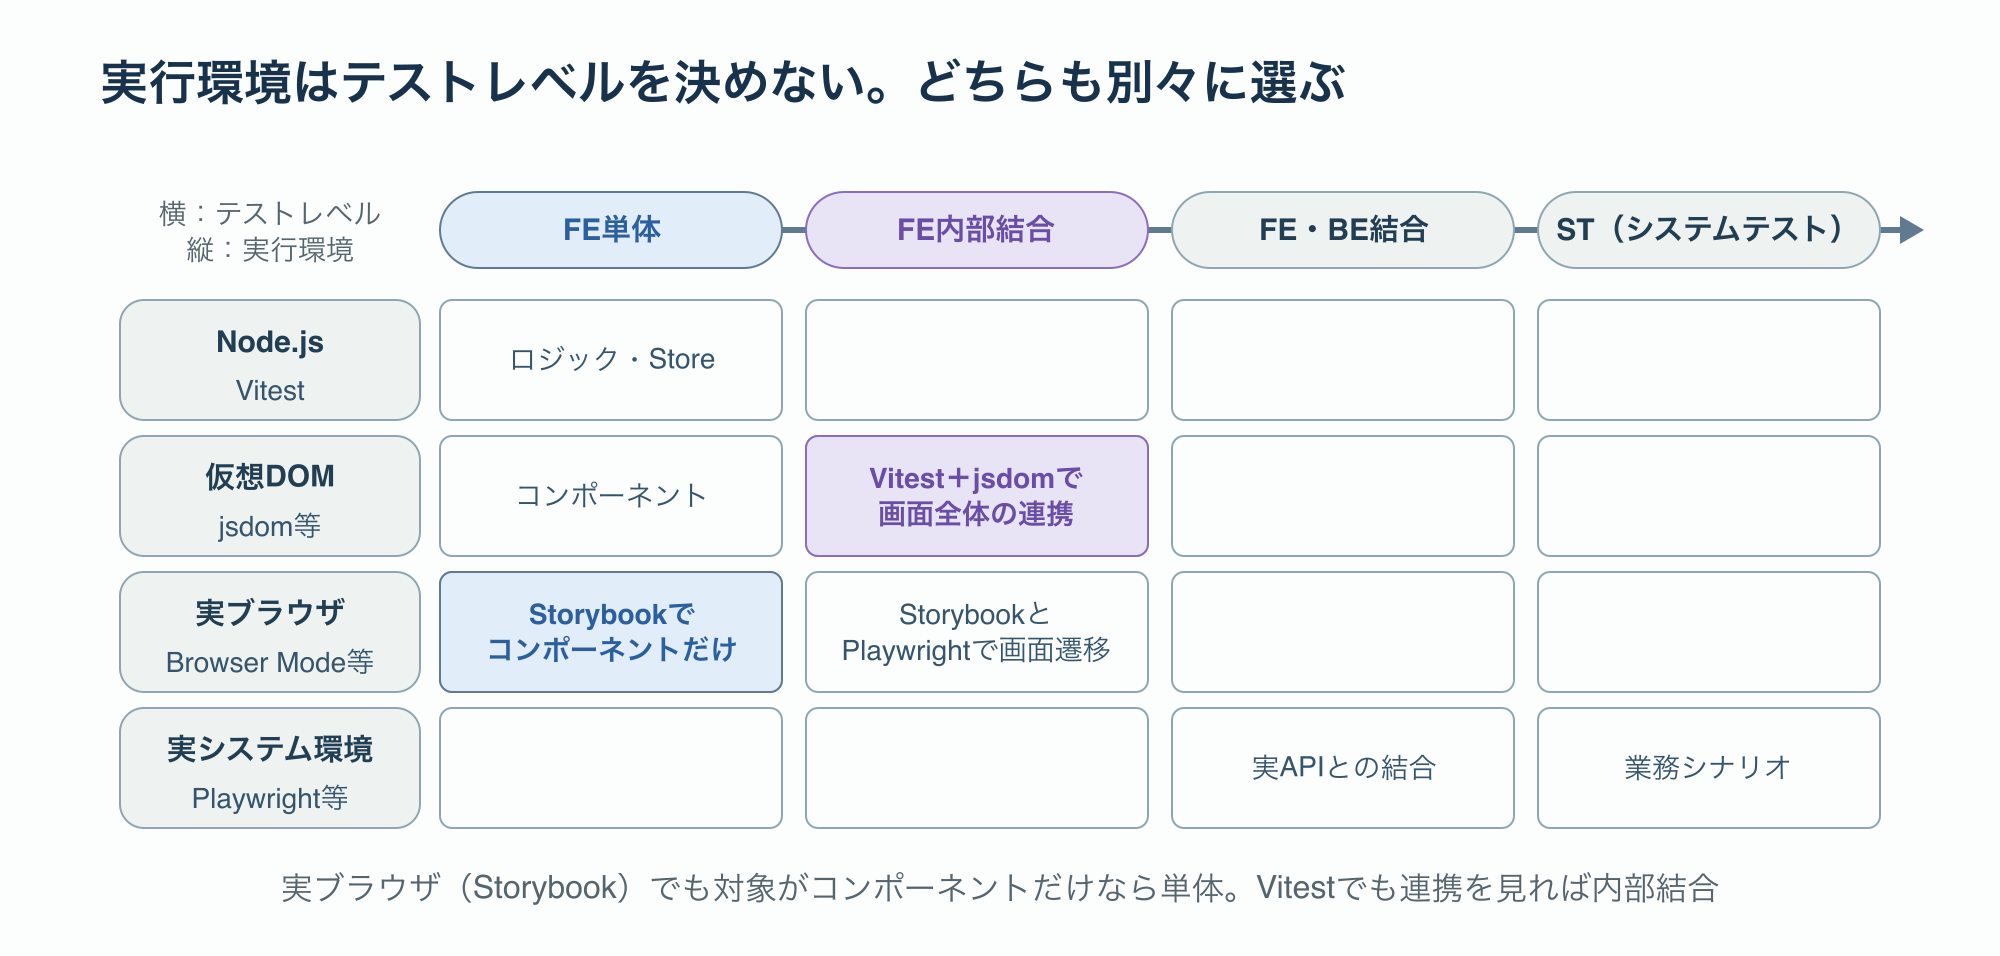 実行環境はテストレベルを決めない。どちらも別々に選ぶ
横：テストレベル
縦：実行環境
FE単体
FE内部結合
FE・BE結合
ST（システムテスト）
Node.js
Vitest
ロジック・Store
仮想DOM
jsdom等
コンポーネント
Vitest＋jsdomで
画面全体の連携
実ブラウザ
Browser Mode等
Storybookで
コンポーネントだけ
Storybookと
Playwrightで画面遷移
実システム環境
Playwright等
実APIとの結合
業務シナリオ
実ブラウザ（Storybook）でも対象がコンポーネントだけなら単体。Vitestでも連携を見れば内部結合